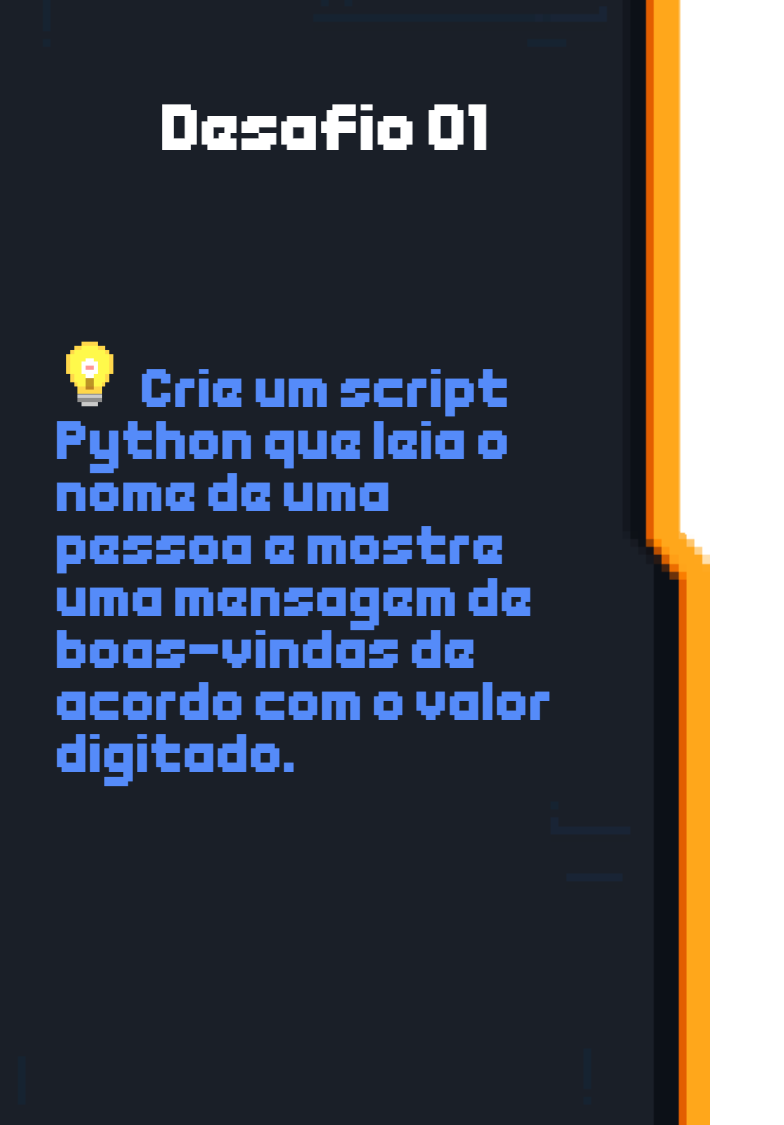 Desafio 01
Crie um script
Python que leia o
nome de uma
pessoa e mostre
uma mensagem de
boas-vindas de
acordo com o valor
digitado.